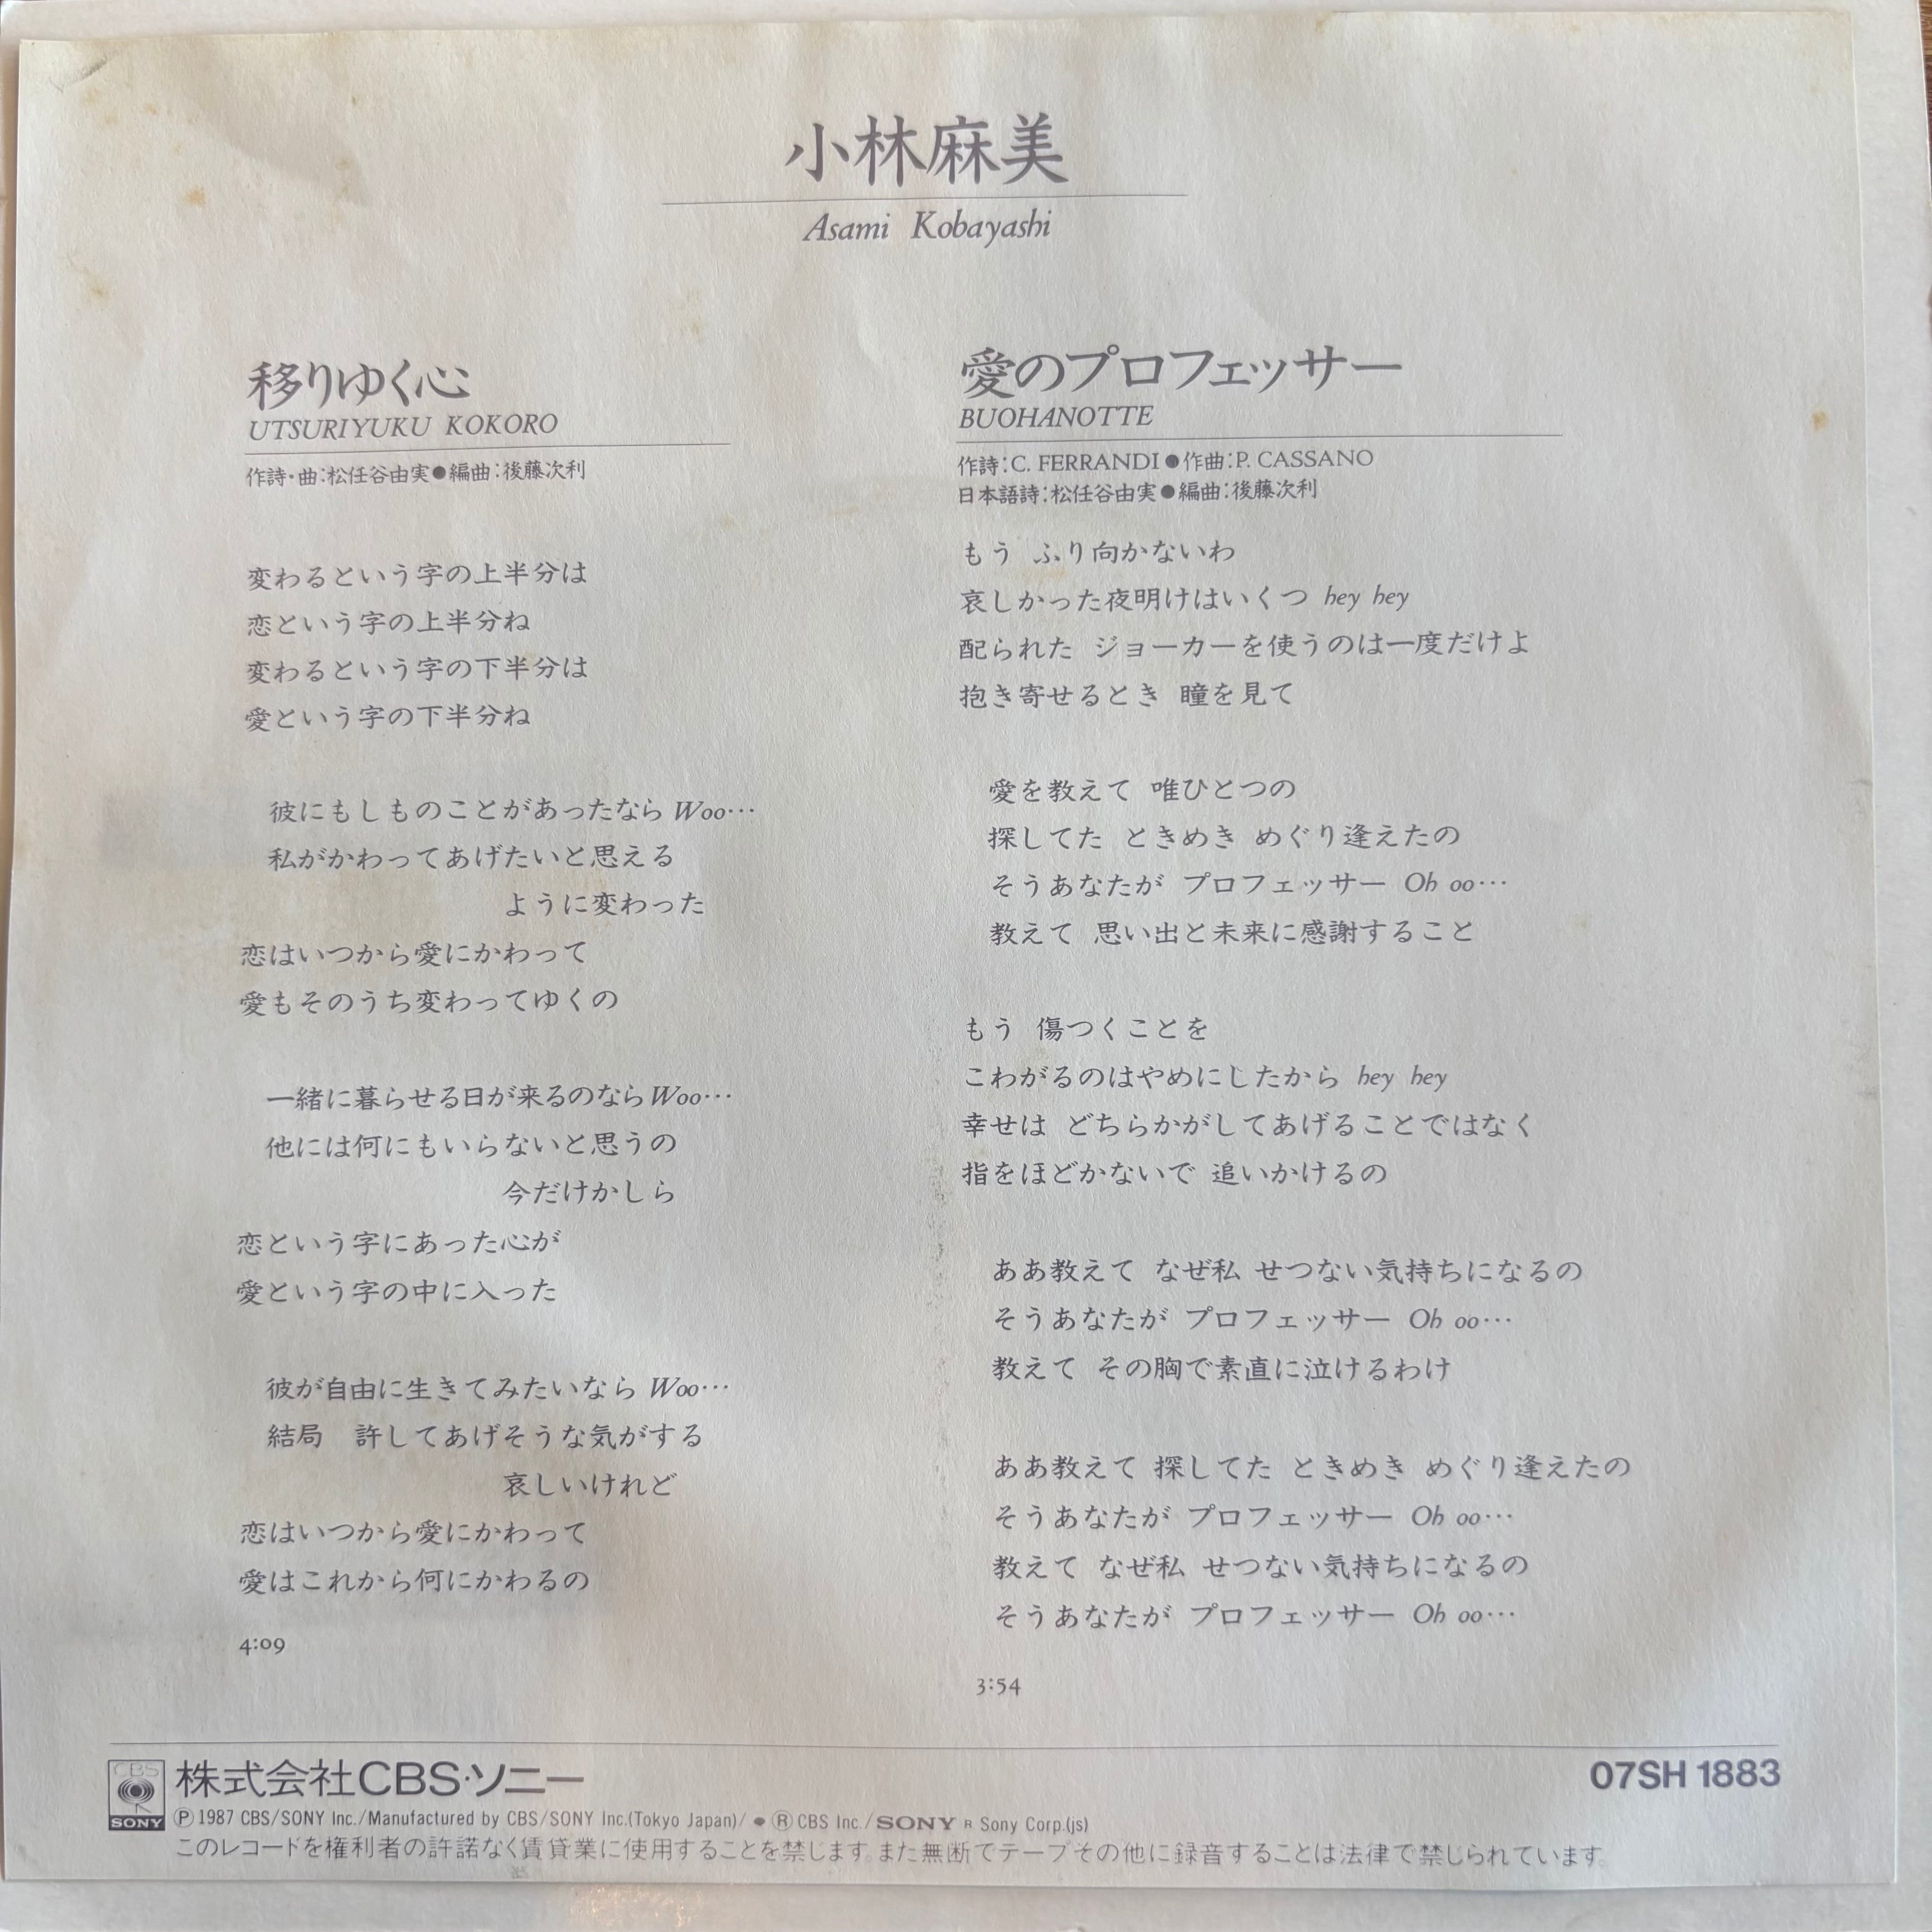 小林麻美
Asami Kobayashi
移りゆく心
UTSURIYUKU KOKORO
作詩・曲:松任谷由実●編曲:後藤次利
変わるという字の上半分は
恋という字の上半分ね
変わるという字の下半分は
愛という字の下半分ね
彼にもしものことがあったなら Woo…
私がかわってあげたいと思える
ように変わった
恋はいつから愛にかわって
愛もそのうち変わってゆくの
一緒に暮らせる日が来るのなら Woo…
他には何にもいらないと思うの
今だけかしら
恋という字にあった心が
愛という字の中に入った
彼が自由に生きてみたいなら Woo…
結局 許してあげそうな気がする
哀しいけれど
恋はいつから愛にかわって
愛はこれから何にかわるの
4:09
愛のプロフェッサー
BUOHANOTTE
作詩:C. FERRANDI●作曲:P. CASSANO
日本語詩:松任谷由実●編曲:後藤次利
もう ふり向かないわ
哀しかった夜明けはいくつ hey hey
配られた ジョーカーを使うのは一度だけよ
抱き寄せるとき 瞳を見て
愛を教えて 唯ひとつの
探してた ときめき めぐり逢えたの
そうあなたが プロフェッサー Oh oo…
教えて 思い出と未来に感謝すること
もう 傷つくことを
こわがるのはやめにしたから hey hey
幸せは どちらかがしてあげることではなく
指をほどかないで 追いかけるの
ああ教えて なぜ私 せつない気持ちになるの
そうあなたが プロフェッサー Oh oo…
教えて その胸で素直に泣けるわけ
ああ教えて 探してた ときめき めぐり逢えたの
そうあなたが プロフェッサー Oh oo…
教えて なぜ私 せつない気持ちになるの
そうあなたが プロフェッサー Oh oo…
3:54
CBS
SONY
株式会社CBS・ソニー
07SH 1883
Ⓟ1987 CBS/SONY Inc./Manufactured by CBS/SONY Inc.(Tokyo Japan)/ ●ⓇCBS Inc./SONY R Sony Corp.(js)
このレコードを権利者の許諾なく賃貸業に使用することを禁じます。また無断でテープその他に録音することは法律で禁じられています。